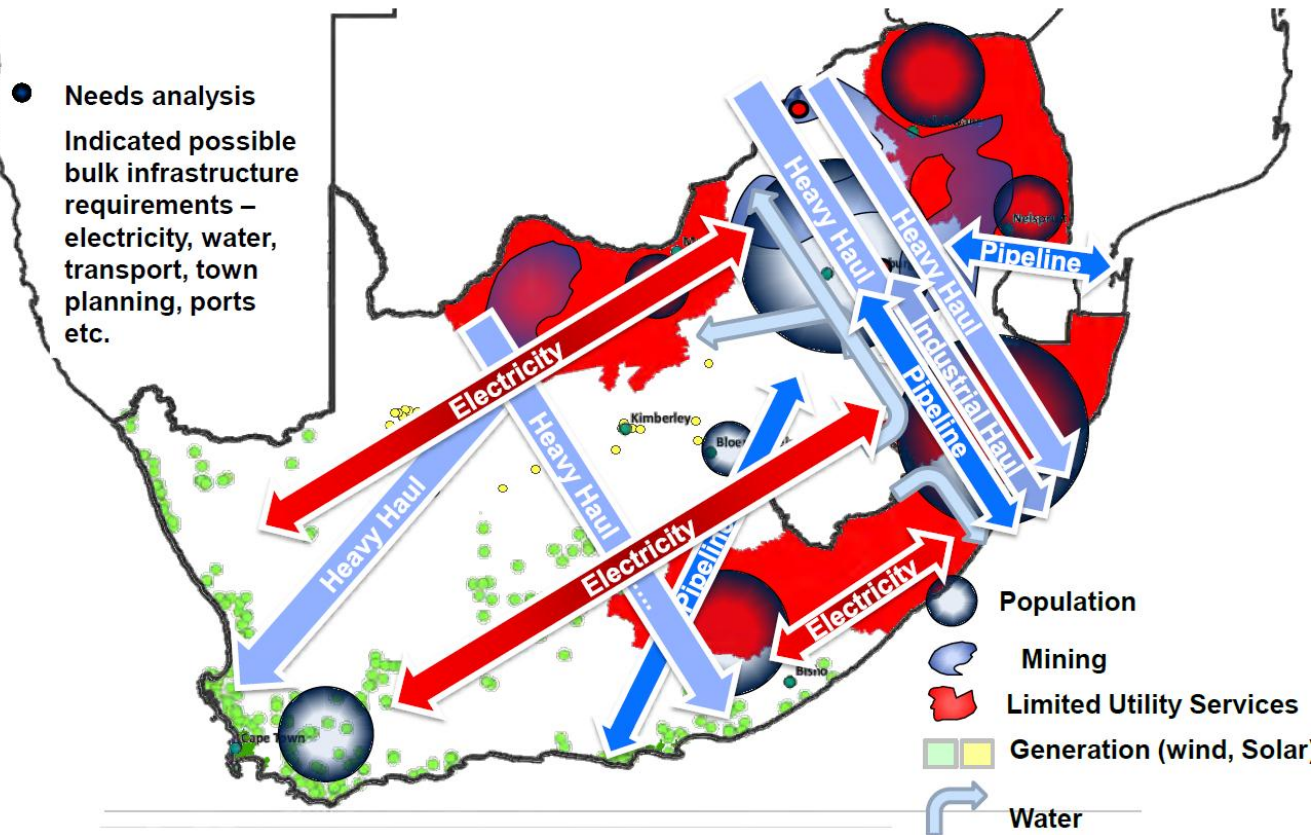 Needs analysis
Indicated possible
bulk infrastructure
requirements –
electricity, water,
transport, town
planning, ports
etc.
Heavy Haul
Heavy Haul
Pipeline
Industrial Haul
Pipeline
Electricity
Kimberley
Heavy Haul
Heavy Haul
Electricity
Pipeline
Electricity
Bisho
Cape Town
Population
Mining
Limited Utility Services
Generation (wind, Solar)
Water